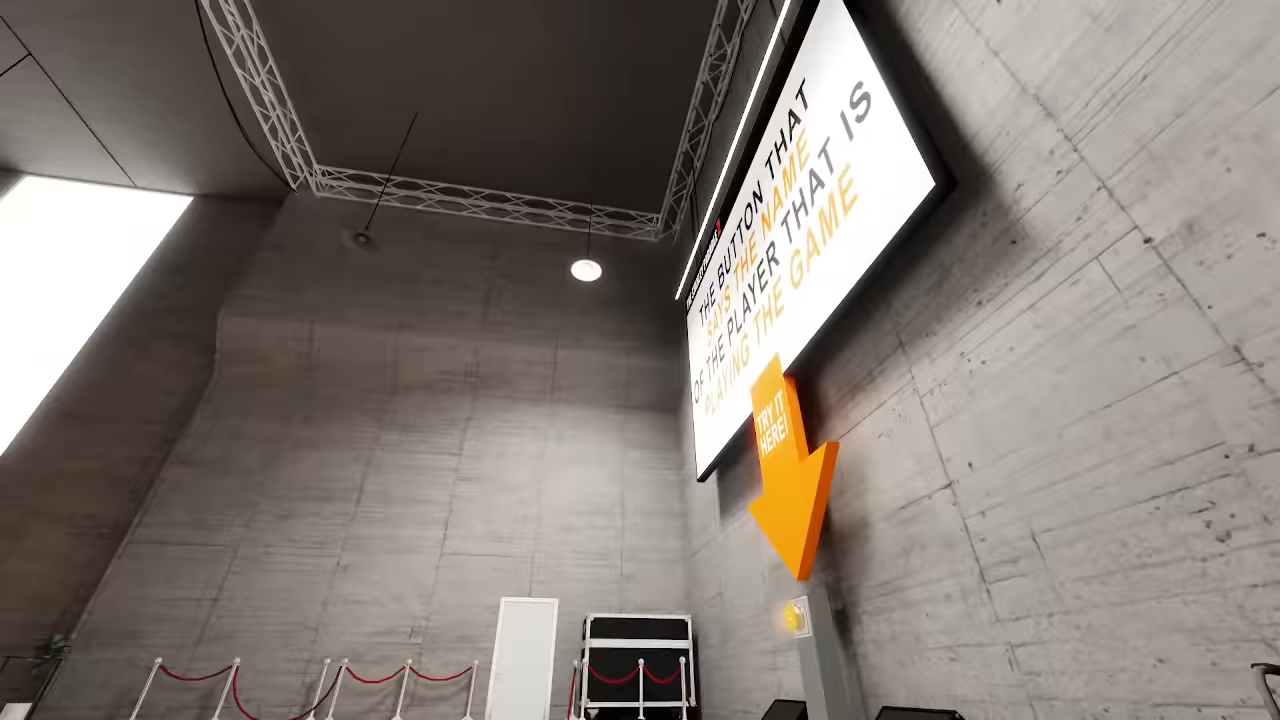 THE BUTTON THAT
SAYS THE NAME
OF THE PLAYER THAT IS
PLAYING THE GAME
TRY IT
HERE!